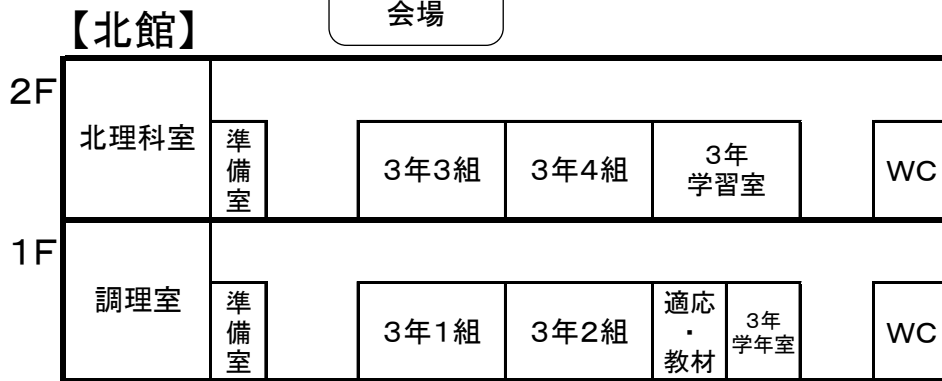 会場
【北館】
2F
北理科室
準備室
3年3組
3年4組
3年
学習室
WC
1F
調理室
準備室
3年1組
3年2組
適応
・
教材
3年
学年室
WC